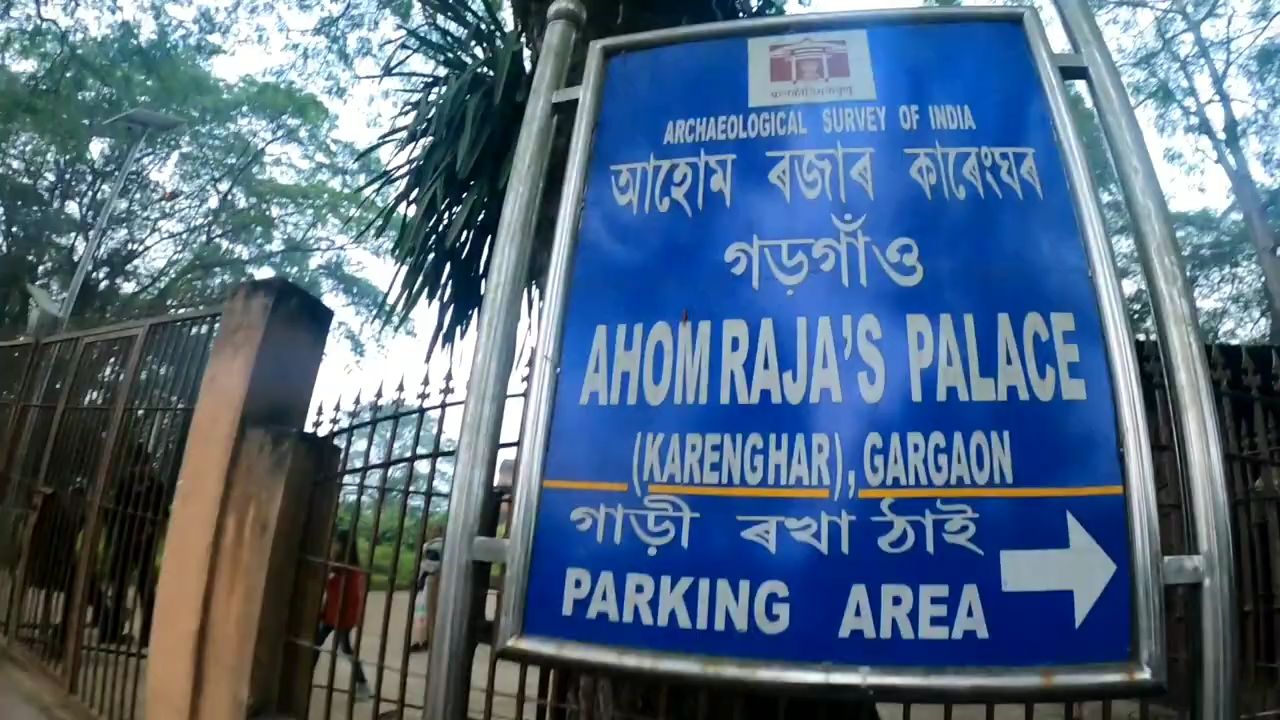 ARCHAEOLOGICAL SURVEY OF INDIA
আহোম ৰজাৰ কাৰেংঘৰ
গড়গাঁও
AHOM RAJA'S PALACE
(KARENGHAR), GARGAON
গাড়ী ৰখা ঠাই
PARKING AREA